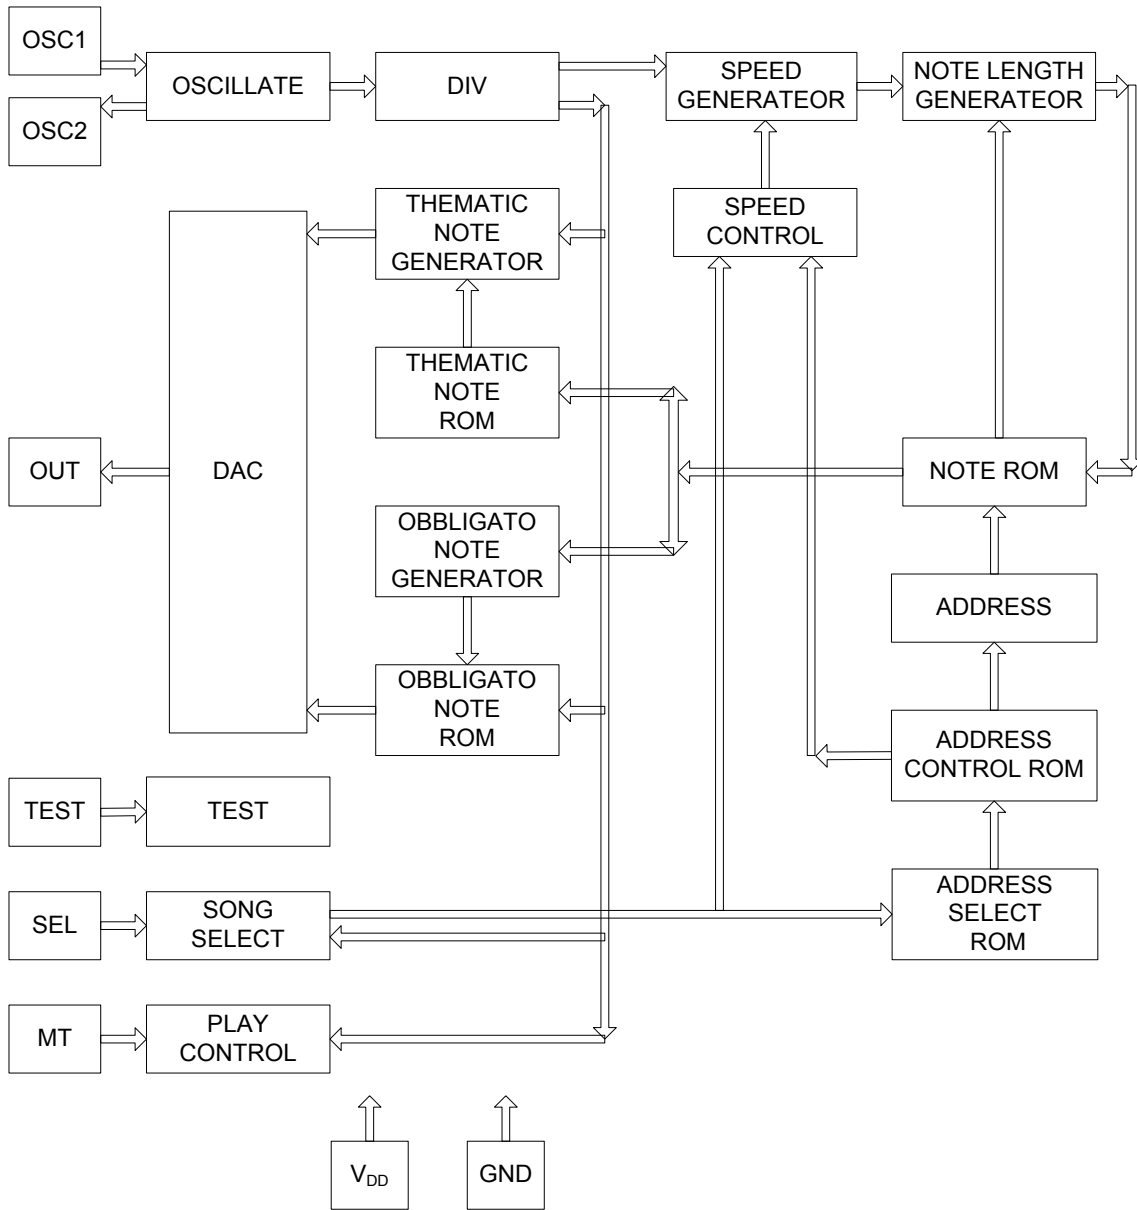 OSC1
OSC2
OSCILLATE
DIV
SPEED
GENERATEOR
NOTE LENGTH
GENERATEOR
THEMATIC
NOTE
GENERATOR
SPEED
CONTROL
THEMATIC
NOTE
ROM
OUT
DAC
NOTE ROM
OBBLIGATO
NOTE
GENERATOR
ADDRESS
OBBLIGATO
NOTE
ROM
ADDRESS
CONTROL ROM
TEST
TEST
SEL
SONG
SELECT
ADDRESS
SELECT
ROM
MT
PLAY
CONTROL
VDD
GND